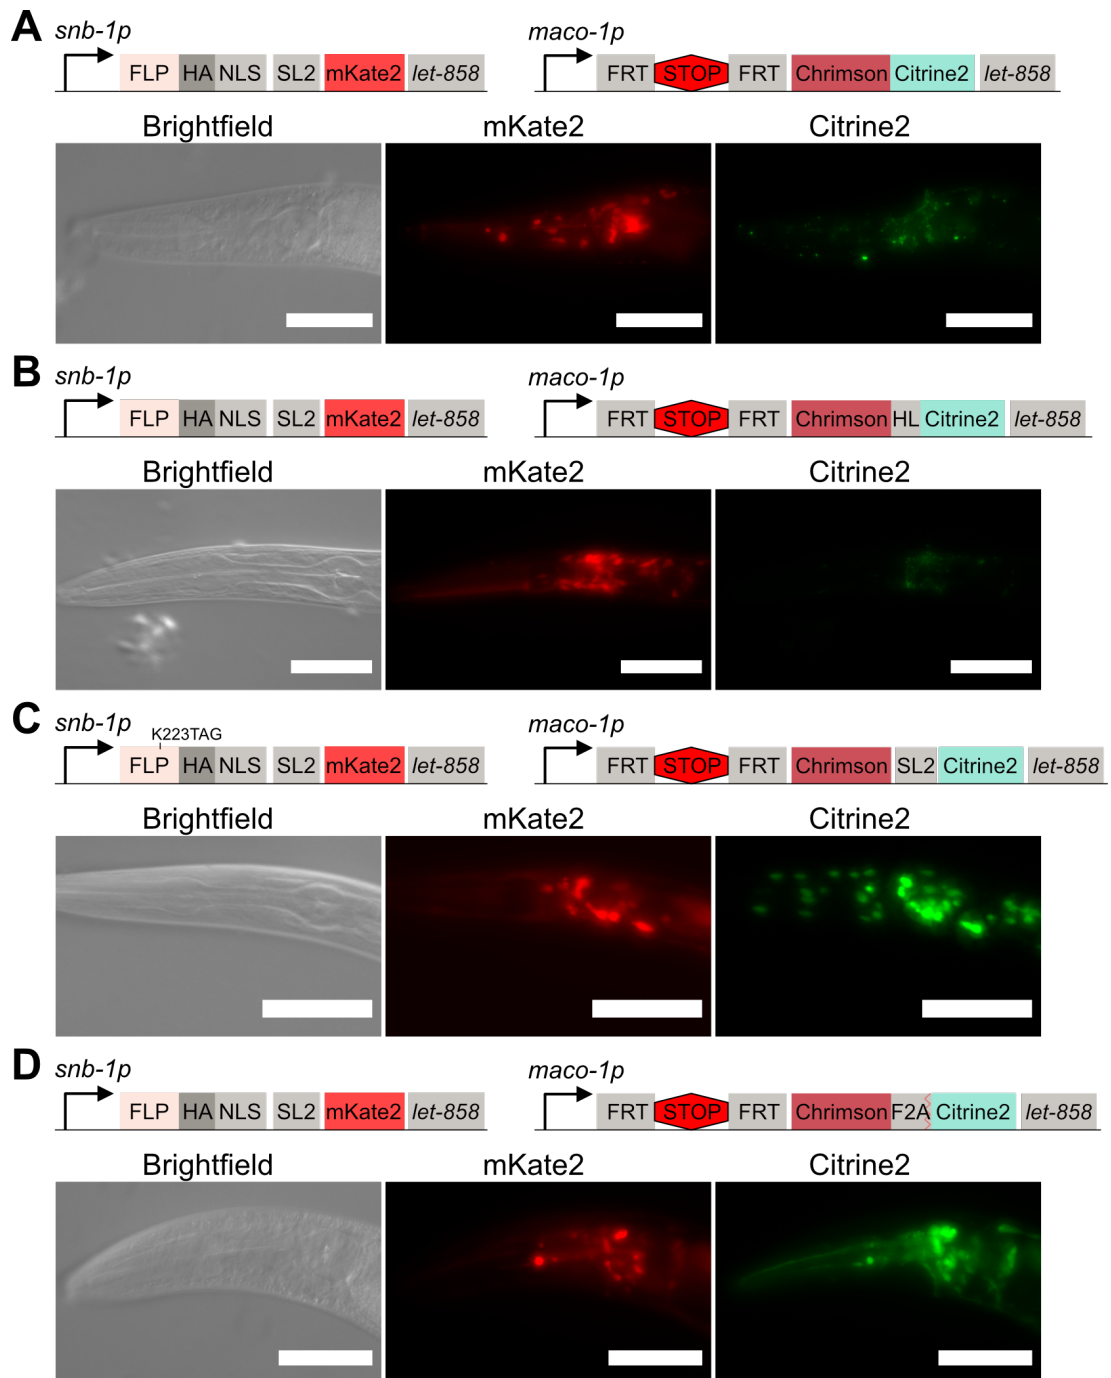 A
snb-1p
maco-1p
FLP HA NLS SL2 mKate2 let-858
FRT STOP FRT Chrimson Citrine2 let-858
Brightfield mKate2 Citrine2
B
snb-1p
maco-1p
FLP HA NLS SL2 mKate2 let-858
FRT STOP FRT Chrimson HL Citrine2 let-858
Brightfield mKate2 Citrine2
C
snb-1p
maco-1p
K223TAG
FLP HA NLS SL2 mKate2 let-858
FRT STOP FRT Chrimson SL2 Citrine2 let-858
Brightfield mKate2 Citrine2
D
snb-1p
maco-1p
FLP HA NLS SL2 mKate2 let-858
FRT STOP FRT Chrimson F2A Citrine2 let-858
Brightfield mKate2 Citrine2